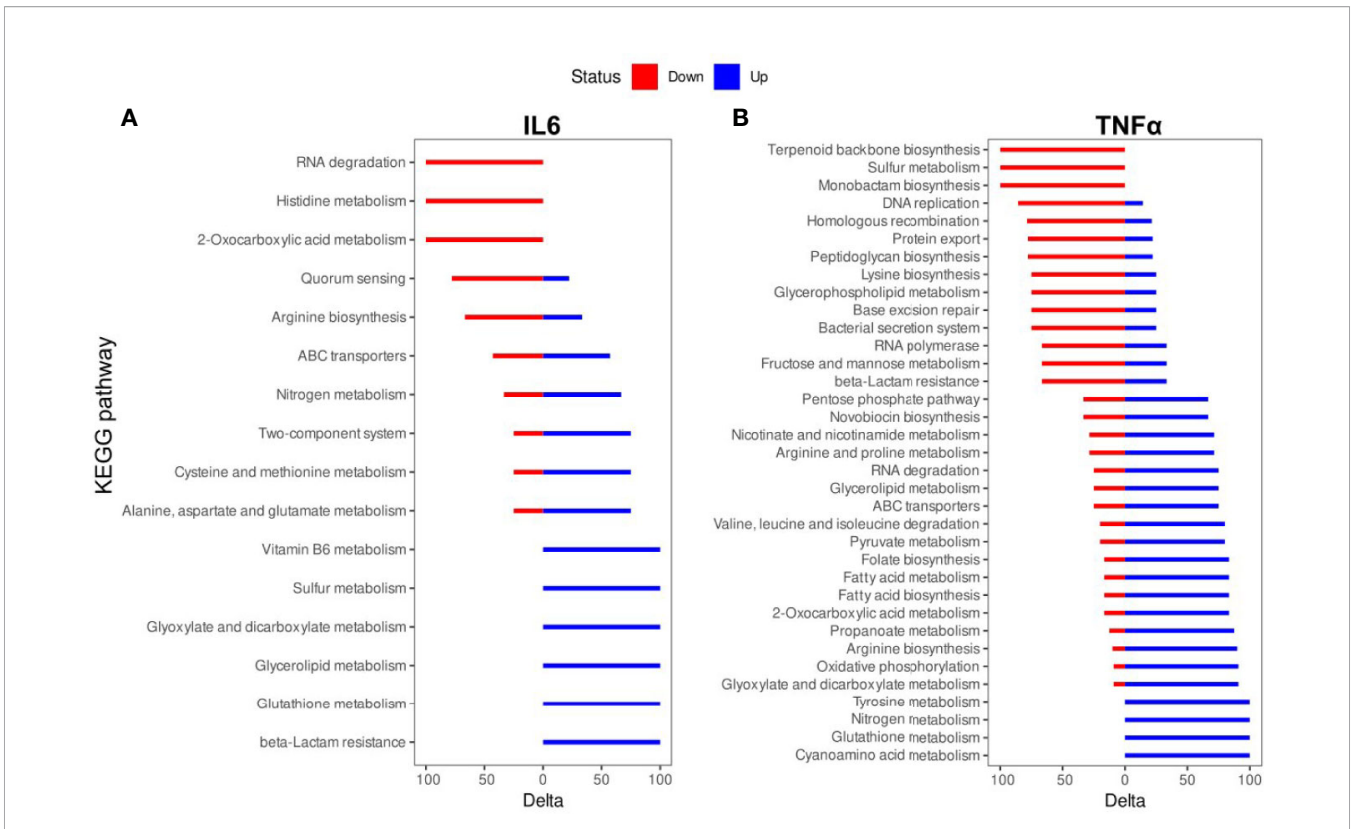 Status Down Up
A
IL6
KEGG pathway
RNA degradation
Histidine metabolism
2-Oxocarboxylic acid metabolism
Quorum sensing
Arginine biosynthesis
ABC transporters
Nitrogen metabolism
Two-component system
Cysteine and methionine metabolism
Alanine, aspartate and glutamate metabolism
Vitamin B6 metabolism
Sulfur metabolism
Glyoxylate and dicarboxylate metabolism
Glycerolipid metabolism
Glutathione metabolism
beta-Lactam resistance
100 50 0 50 100
Delta
B
TNFα
Terpenoid backbone biosynthesis
Sulfur metabolism
Monobactam biosynthesis
DNA replication
Homologous recombination
Protein export
Peptidoglycan biosynthesis
Lysine biosynthesis
Glycerophospholipid metabolism
Base excision repair
Bacterial secretion system
RNA polymerase
Fructose and mannose metabolism
beta-Lactam resistance
Pentose phosphate pathway
Novobiocin biosynthesis
Nicotinate and nicotinamide metabolism
Arginine and proline metabolism
RNA degradation
Glycerolipid metabolism
ABC transporters
Valine, leucine and isoleucine degradation
Pyruvate metabolism
Folate biosynthesis
Fatty acid metabolism
Fatty acid biosynthesis
2-Oxocarboxylic acid metabolism
Propanoate metabolism
Arginine biosynthesis
Oxidative phosphorylation
Glyoxylate and dicarboxylate metabolism
Tyrosine metabolism
Nitrogen metabolism
Glutathione metabolism
Cyanoamino acid metabolism
100 50 0 50 100
Delta